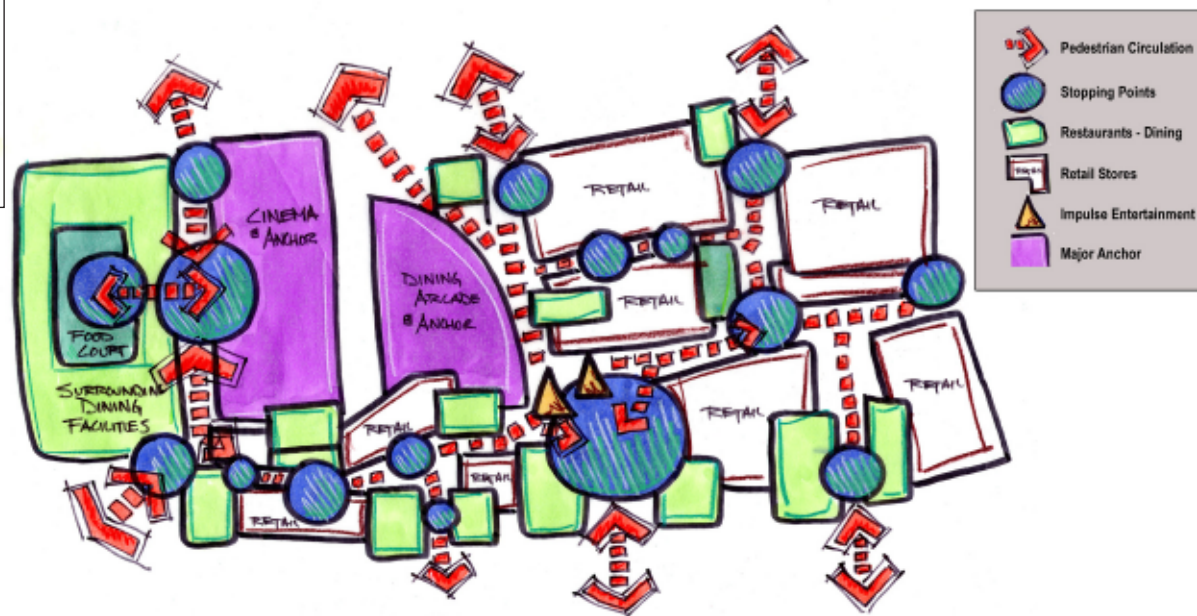 CINEMA
& ANCHOR
DINING
ARCADE
& ANCHOR
FOOD
COURT
SURROUNDING
DINING
FACILITIES
RETAIL
RETAIL
RETAIL
RETAIL
RETAIL
RETAIL
RETAIL
RETAIL
Pedestrian Circulation
Stopping Points
Restaurants - Dining
RETAIL
Retail Stores
Impulse Entertainment
Major Anchor